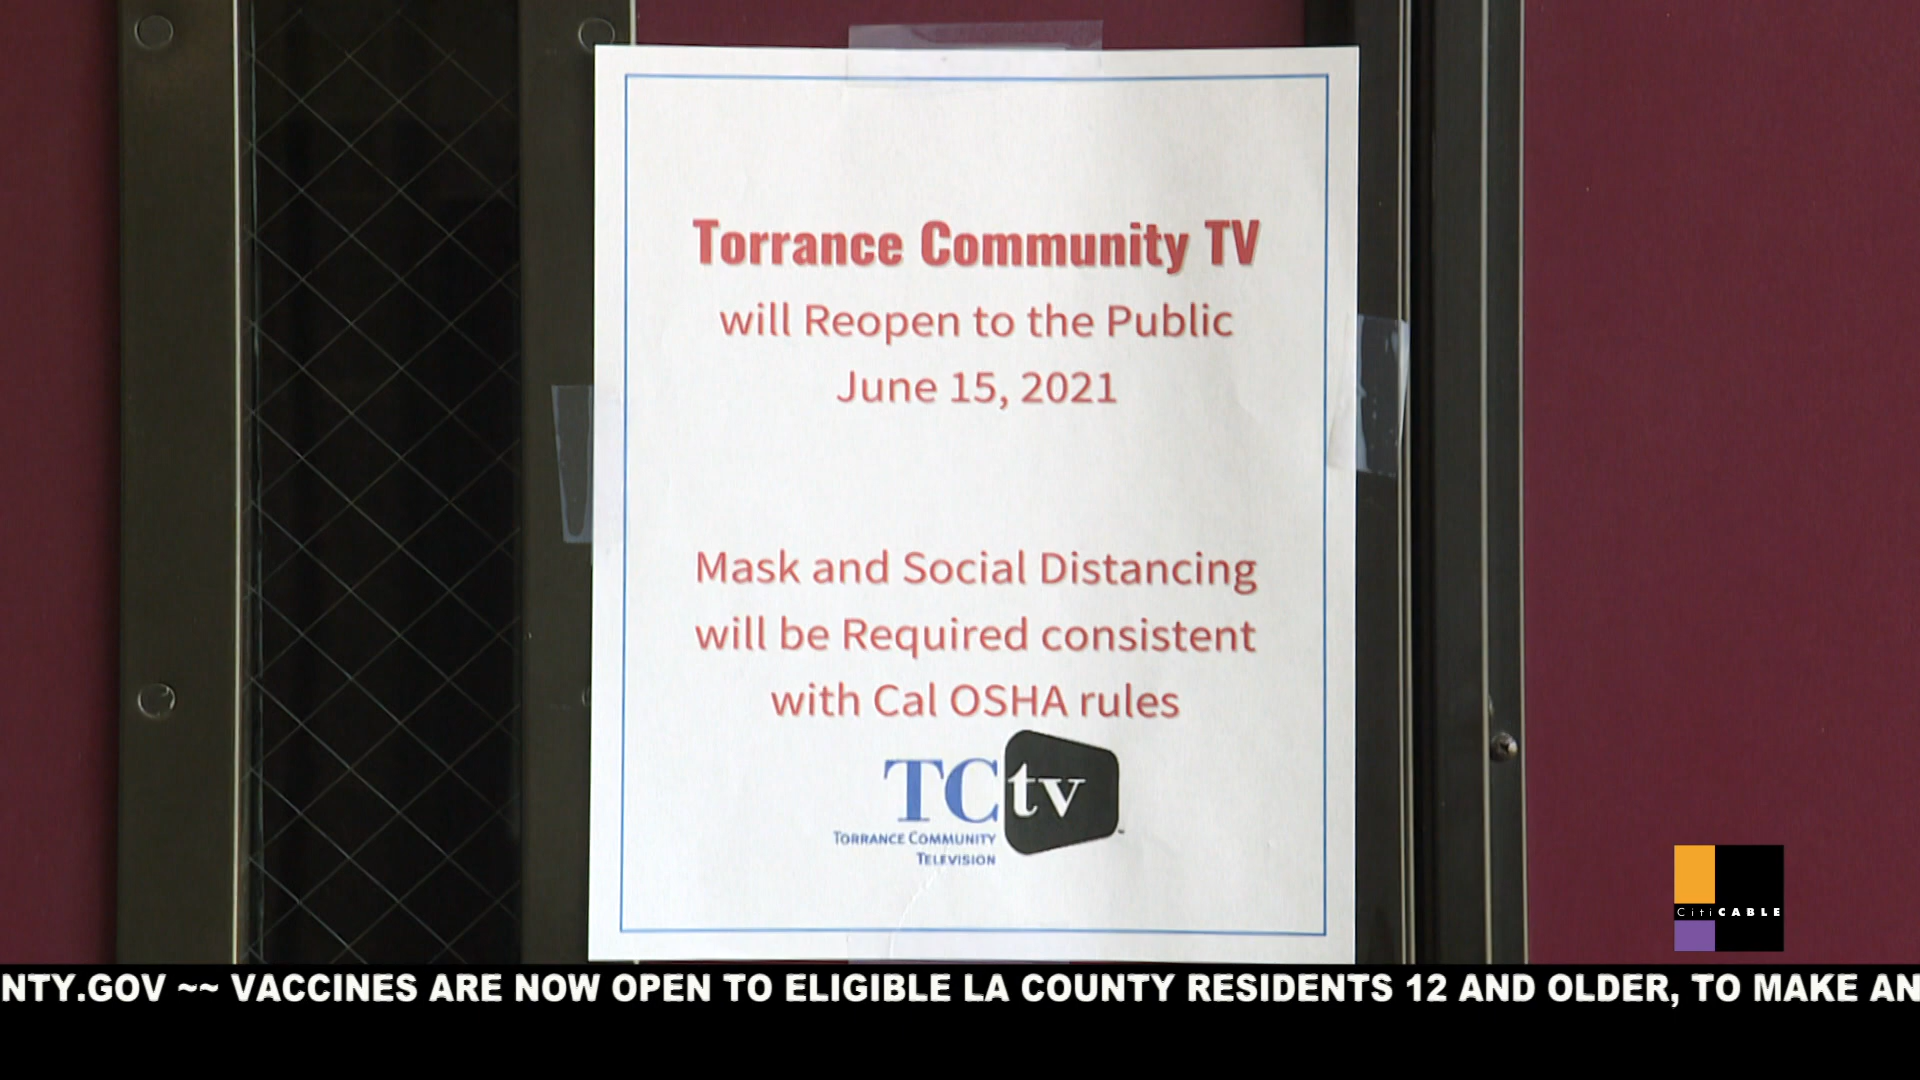 Torrance Community TV
will Reopen to the Public
June 15, 2021
Mask and Social Distancing
will be Required consistent
with Cal OSHA rules
TCtv
TORRANCE COMMUNITY
TELEVISION
CitiCABLE
NTY.GOV ~~ VACCINES ARE NOW OPEN TO ELIGIBLE LA COUNTY RESIDENTS 12 AND OLDER, TO MAKE AN